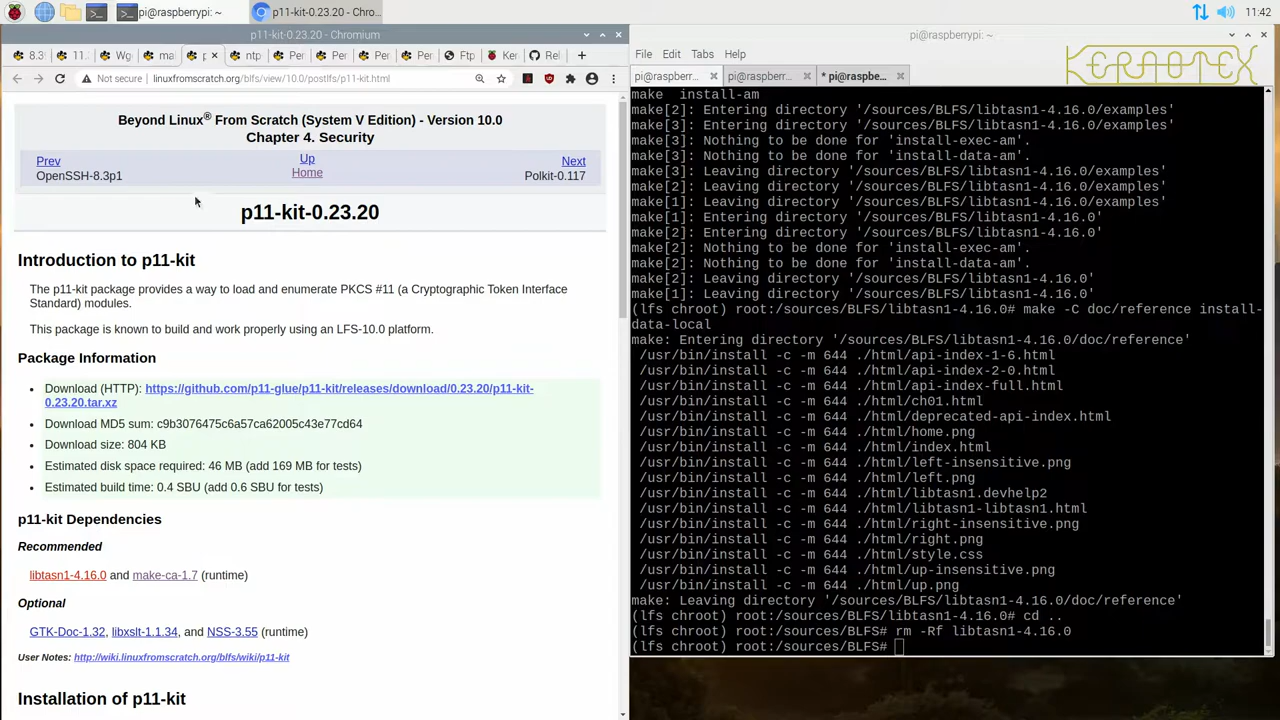 pi@raspberrypi: ~
p11-kit-0.23.20 - Chro...
11:42
p11-kit-0.23.20 - Chromium
8.3
11.
Wg
ma
p
ntp
Per
Per
Per
Per
Ftp
Ker
Rel
Not secure
linuxfromscratch.org/blfs/view/10.0/postlfs/p11-kit.html
Beyond Linux® From Scratch (System V Edition) - Version 10.0
Chapter 4. Security
Prev
Up
Next
OpenSSH-8.3p1
Home
Polkit-0.117
p11-kit-0.23.20
Introduction to p11-kit
The p11-kit package provides a way to load and enumerate PKCS #11 (a Cryptographic Token Interface
Standard) modules.
This package is known to build and work properly using an LFS-10.0 platform.
Package Information
• Download (HTTP): https://github.com/p11-glue/p11-kit/releases/download/0.23.20/p11-kit-
0.23.20.tar.xz
• Download MD5 sum: c9b3076475c6a57ca62005c43e77cd64
• Download size: 804 KB
• Estimated disk space required: 46 MB (add 169 MB for tests)
• Estimated build time: 0.4 SBU (add 0.6 SBU for tests)
p11-kit Dependencies
Recommended
libtasn1-4.16.0 and make-ca-1.7 (runtime)
Optional
GTK-Doc-1.32, libxslt-1.1.34, and NSS-3.55 (runtime)
User Notes: http://wiki.linuxfromscratch.org/blfs/wiki/p11-kit
Installation of p11-kit
pi@raspberrypi: ~
File Edit Tabs Help
KERAOTEX
pi@raspberr...
pi@raspberr...
* pi@raspbe...
make  install-am
make[2]: Entering directory '/sources/BLFS/libtasn1-4.16.0/examples'
make[3]: Entering directory '/sources/BLFS/libtasn1-4.16.0/examples'
make[3]: Nothing to be done for 'install-exec-am'.
make[3]: Nothing to be done for 'install-data-am'.
make[3]: Leaving directory '/sources/BLFS/libtasn1-4.16.0/examples'
make[2]: Leaving directory '/sources/BLFS/libtasn1-4.16.0/examples'
make[1]: Leaving directory '/sources/BLFS/libtasn1-4.16.0/examples'
make[1]: Entering directory '/sources/BLFS/libtasn1-4.16.0'
make[2]: Entering directory '/sources/BLFS/libtasn1-4.16.0'
make[2]: Nothing to be done for 'install-exec-am'.
make[2]: Nothing to be done for 'install-data-am'.
make[2]: Leaving directory '/sources/BLFS/libtasn1-4.16.0'
make[1]: Leaving directory '/sources/BLFS/libtasn1-4.16.0'
(lfs chroot) root:/sources/BLFS/libtasn1-4.16.0# make -C doc/reference install-
data-local
make: Entering directory '/sources/BLFS/libtasn1-4.16.0/doc/reference'
/usr/bin/install -c -m 644 ./html/api-index-1-6.html
/usr/bin/install -c -m 644 ./html/api-index-2-0.html
/usr/bin/install -c -m 644 ./html/api-index-full.html
/usr/bin/install -c -m 644 ./html/ch01.html
/usr/bin/install -c -m 644 ./html/deprecated-api-index.html
/usr/bin/install -c -m 644 ./html/home.png
/usr/bin/install -c -m 644 ./html/index.html
/usr/bin/install -c -m 644 ./html/left-insensitive.png
/usr/bin/install -c -m 644 ./html/left.png
/usr/bin/install -c -m 644 ./html/libtasn1.devhelp2
/usr/bin/install -c -m 644 ./html/libtasn1-libtasn1.html
/usr/bin/install -c -m 644 ./html/right-insensitive.png
/usr/bin/install -c -m 644 ./html/right.png
/usr/bin/install -c -m 644 ./html/style.css
/usr/bin/install -c -m 644 ./html/up-insensitive.png
/usr/bin/install -c -m 644 ./html/up.png
make: Leaving directory '/sources/BLFS/libtasn1-4.16.0/doc/reference'
(lfs chroot) root:/sources/BLFS/libtasn1-4.16.0# cd ..
(lfs chroot) root:/sources/BLFS# rm -Rf libtasn1-4.16.0
(lfs chroot) root:/sources/BLFS#